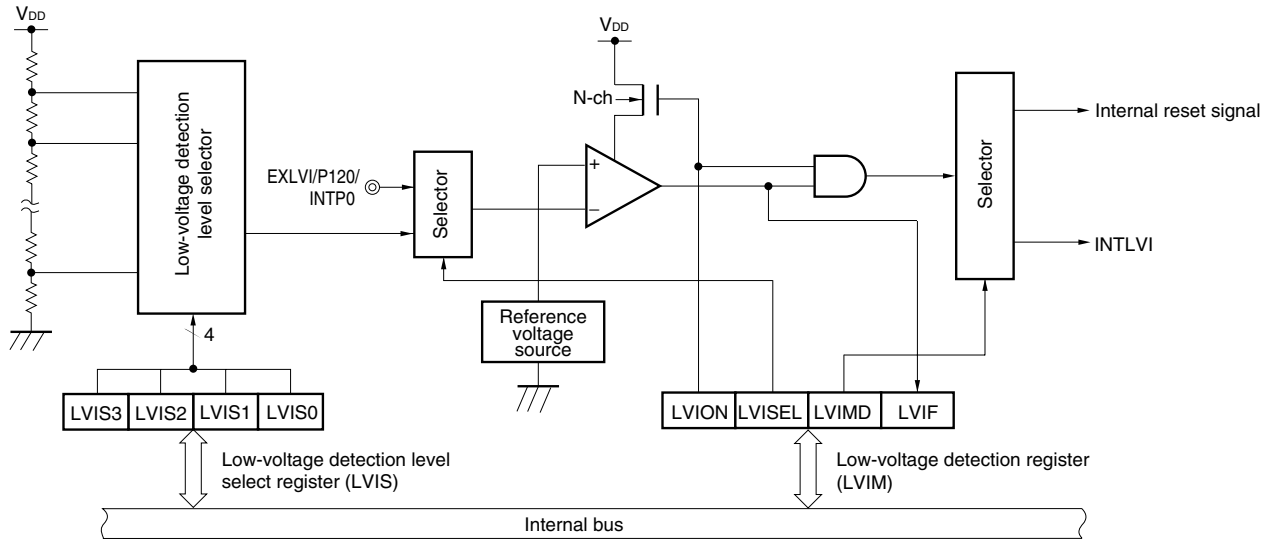 VDD
Low-voltage detection
level selector
4
LVIS3 LVIS2 LVIS1 LVIS0
Low-voltage detection level
select register (LVIS)
EXLVI/P120/
INTP0
Selector
VDD
N-ch
+
–
Reference
voltage
source
Selector
Internal reset signal
INTLVI
LVION LVISEL LVIMD LVIF
Low-voltage detection register
(LVIM)
Internal bus